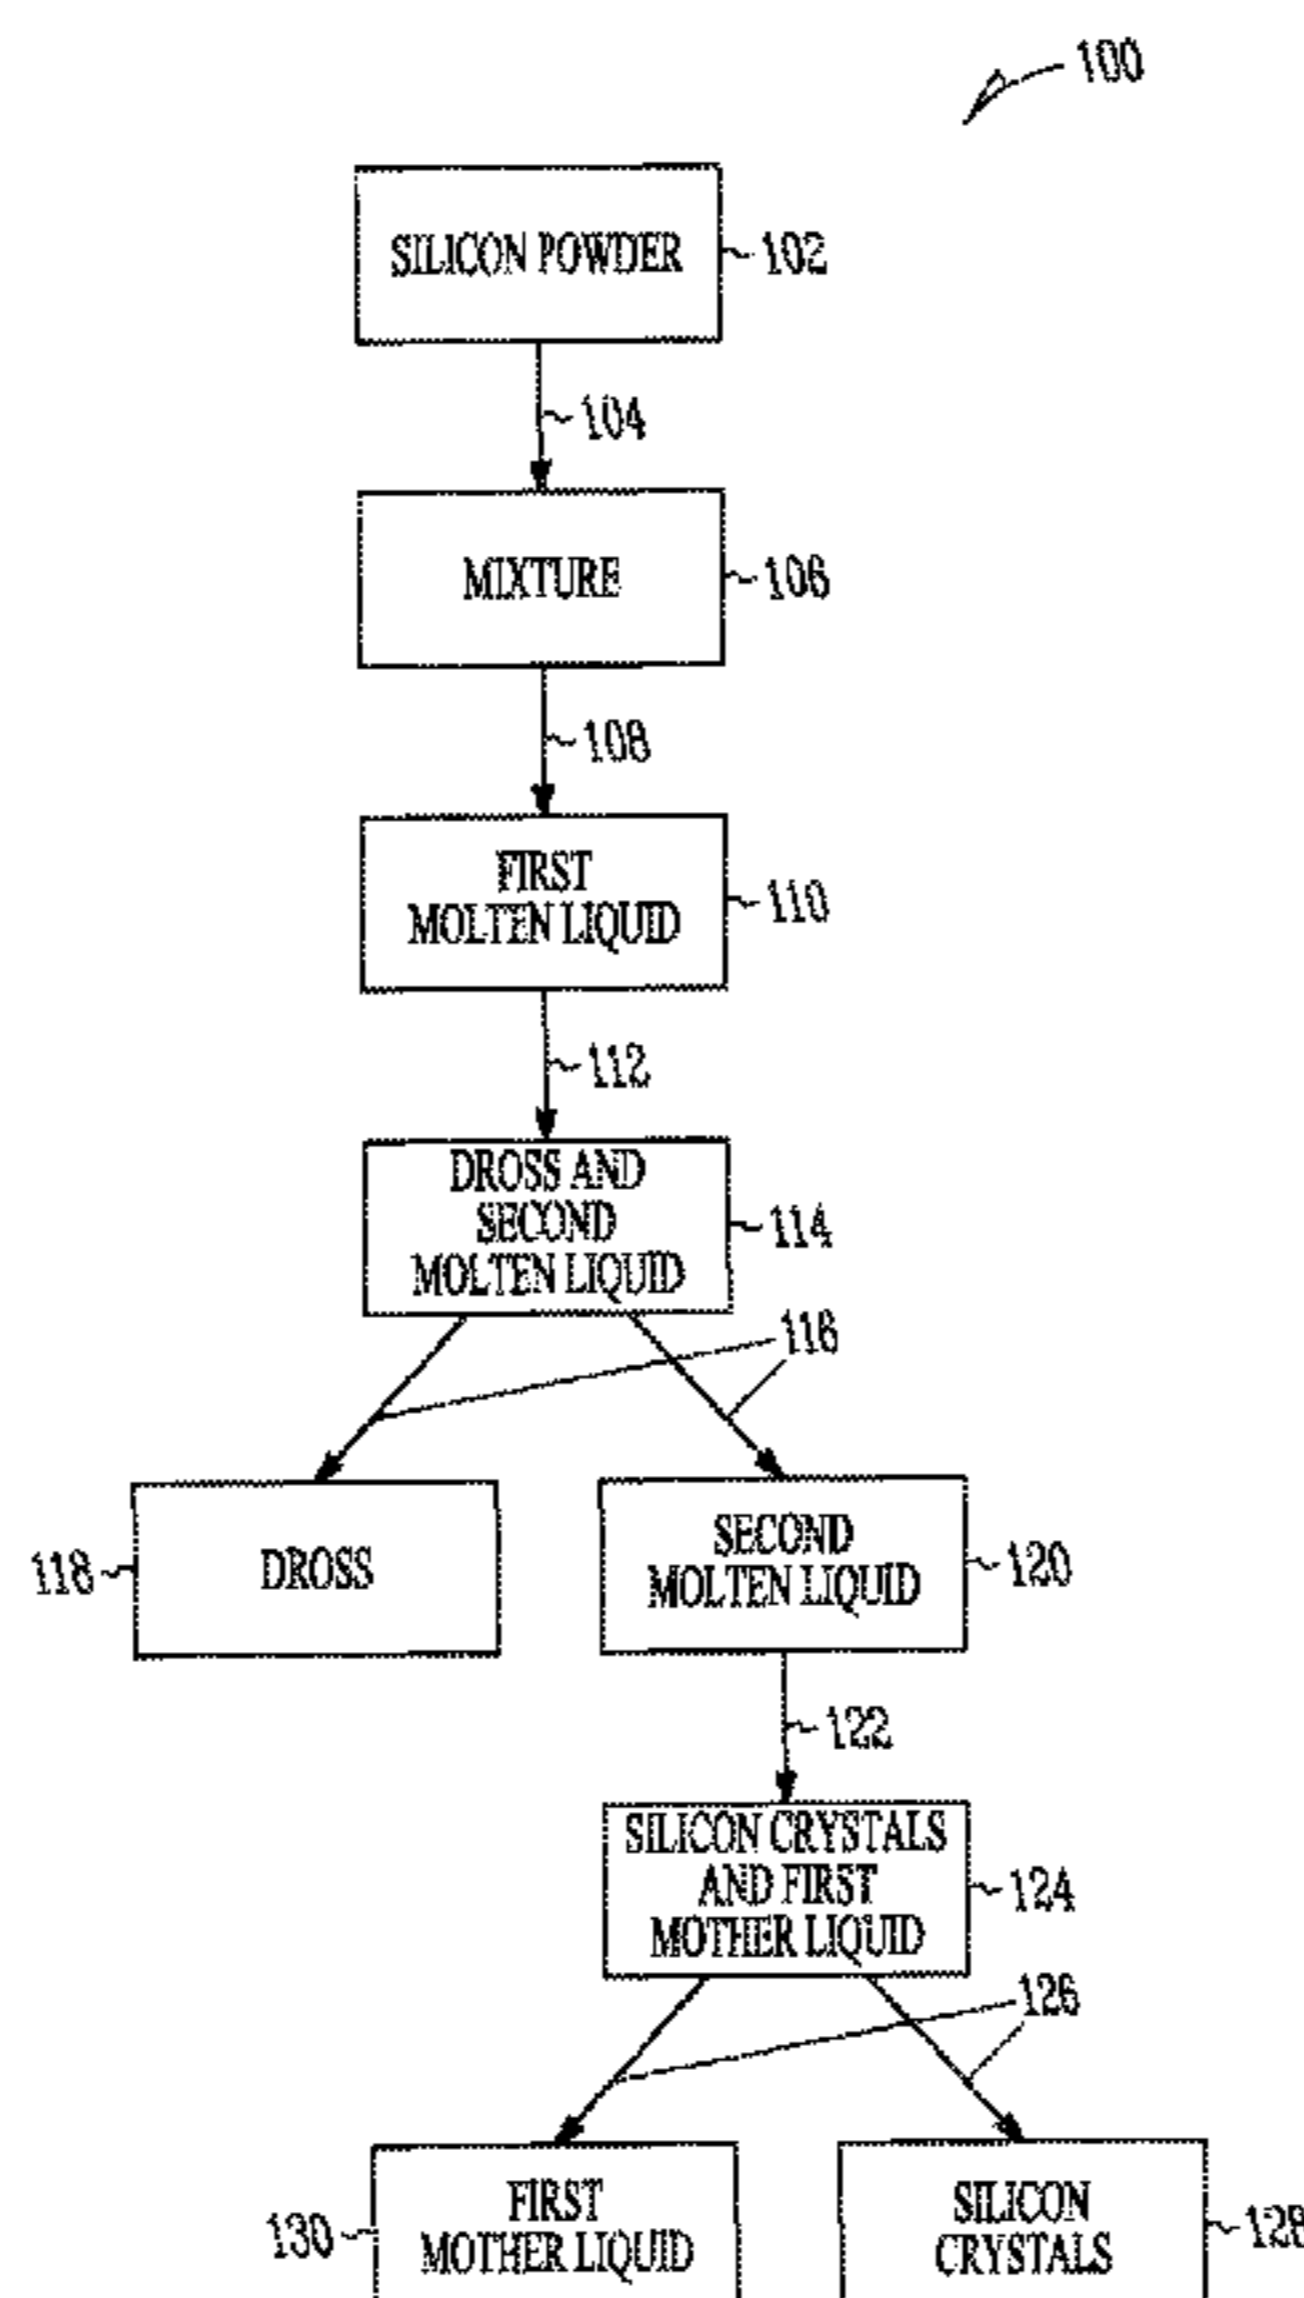 100
SILICON POWDER
102
104
MIXTURE
106
108
FIRST
MOLTEN LIQUID
110
112
DROSS AND
SECOND
MOLTEN LIQUID
114
116
DROSS
118
SECOND
MOLTEN LIQUID
120
122
SILICON CRYSTALS
AND FIRST
MOTHER LIQUID
124
126
130
FIRST
MOTHER LIQUID
SILICON
CRYSTALS
128